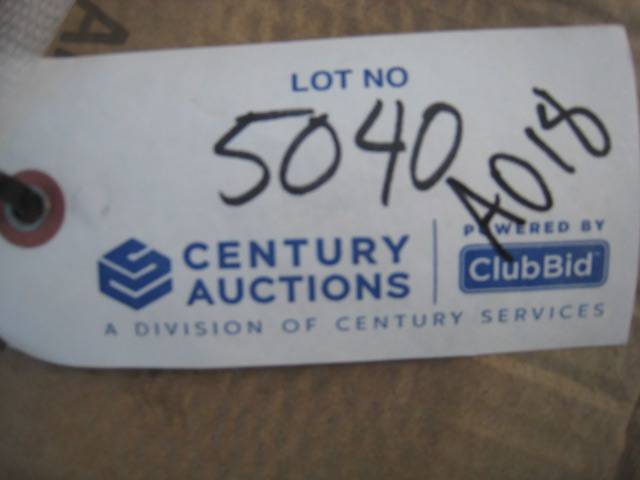 LOT NO
5040
A018
CENTURY
AUCTIONS
POWERED BY
ClubBid
A DIVISION OF CENTURY SERVICES